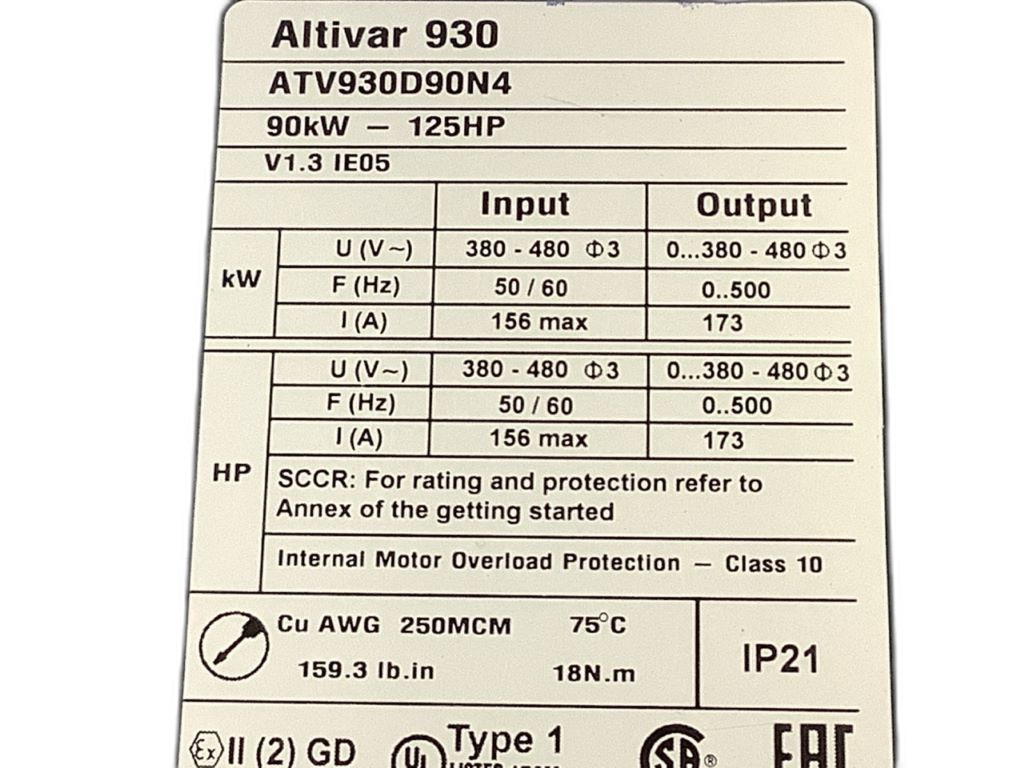 Altivar 930
ATV930D90N4
90kW – 125HP
V1.3 IE05
Input Output
kW
U (V~) 380 - 480 Φ3 0...380 - 480 Φ3
F (Hz) 50 / 60 0..500
I (A) 156 max 173
HP
U (V~) 380 - 480 Φ3 0...380 - 480 Φ3
F (Hz) 50 / 60 0..500
I (A) 156 max 173
SCCR: For rating and protection refer to
Annex of the getting started
Internal Motor Overload Protection – Class 10
Cu AWG 250MCM 75°C
159.3 lb.in 18N.m
IP21
Ex II (2) GD UL Type 1 SA® EAC